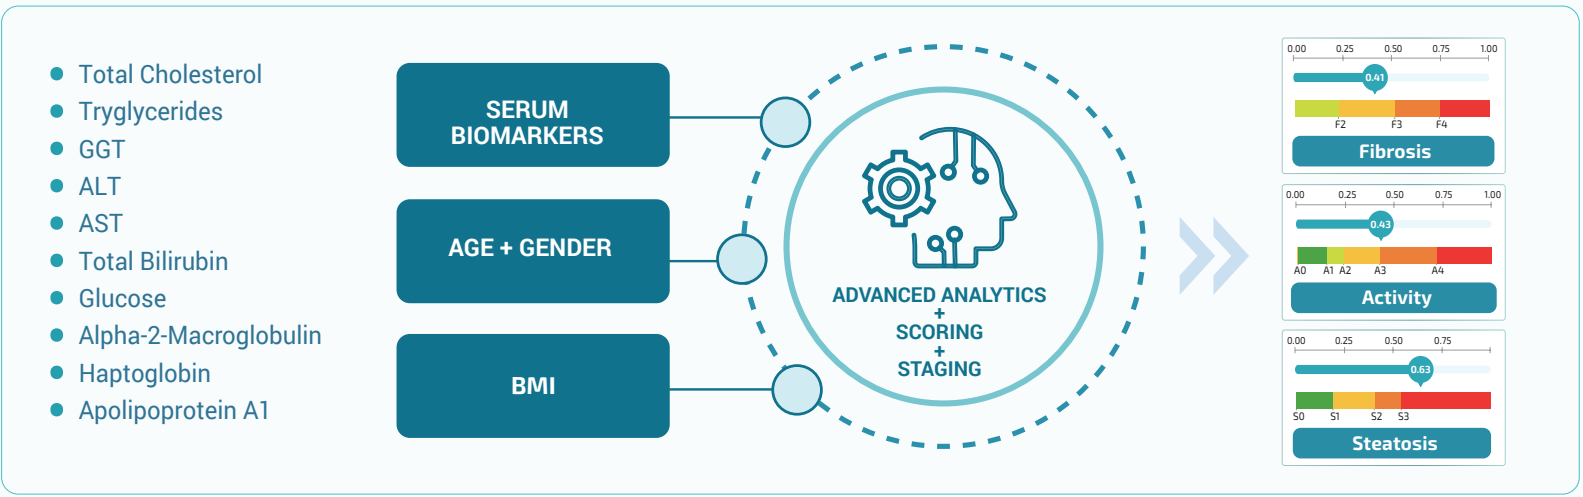 Total Cholesterol
Tryglycerides
GGT
ALT
AST
Total Bilirubin
Glucose
Alpha-2-Macroglobulin
Haptoglobin
Apolipoprotein A1
SERUM
BIOMARKERS
AGE + GENDER
BMI
ADVANCED ANALYTICS
+
SCORING
+
STAGING
0.00 0.25 0.50 0.75 1.00
0.41
F2 F3 F4
Fibrosis
0.00 0.25 0.50 0.75 1.00
0.43
A0 A1 A2 A3 A4
Activity
0.00 0.25 0.50 0.75
0.63
S0 S1 S2 S3
Steatosis